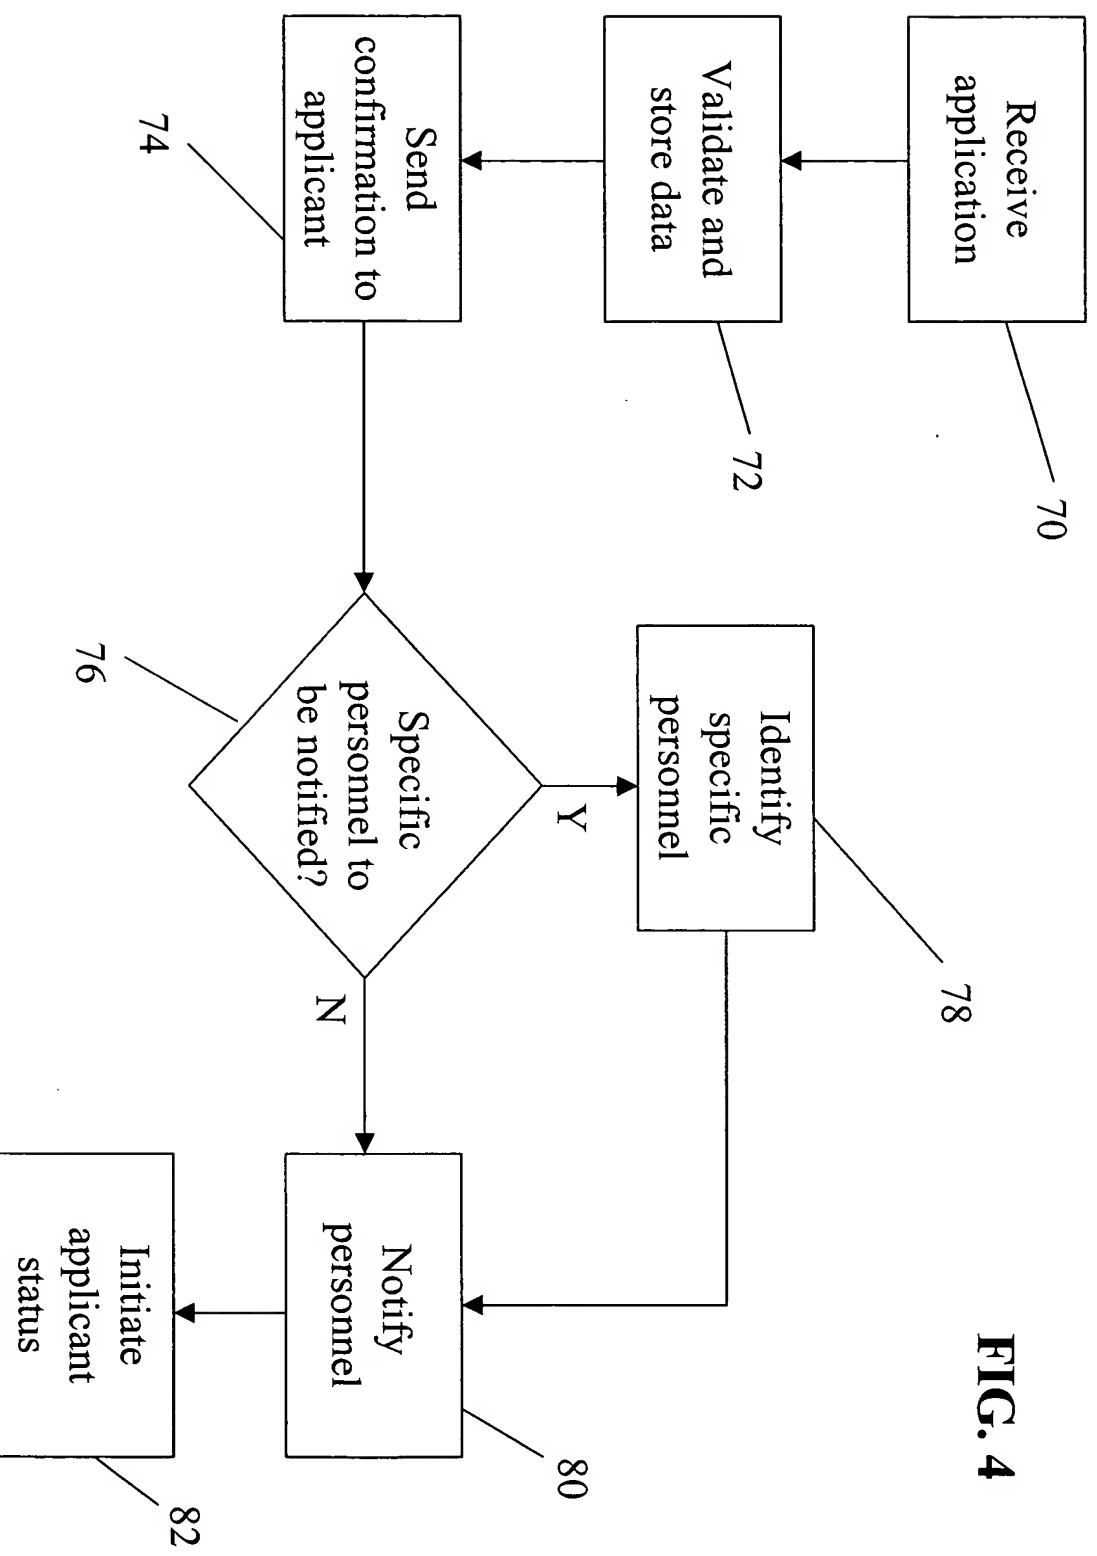 FIG. 4
Receive
application
70
Validate and
store data
72
Send
confirmation to
applicant
74
Specific
personnel to
be notified?
76
Y
N
Identify
specific
personnel
78
Notify
personnel
80
Initiate
applicant
status
82